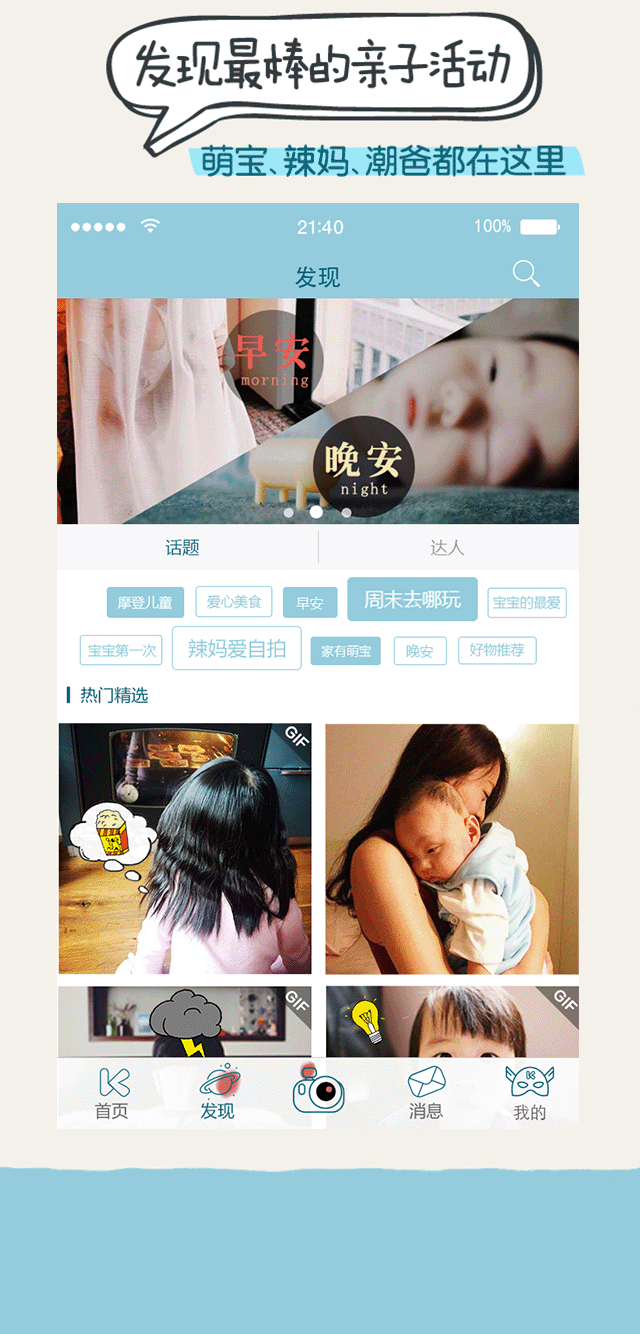 发现最棒的亲子活动
萌宝、辣妈、潮爸都在这里
21:40 100%
发现
早安
morning
晚安
night
话题 达人
摩登儿童 爱心美食 早安 周末去哪玩 宝宝的最爱
宝宝第一次 辣妈爱自拍 家有萌宝 晚安 好物推荐
热门精选
GIF
GIF GIF
首页 发现 消息 我的